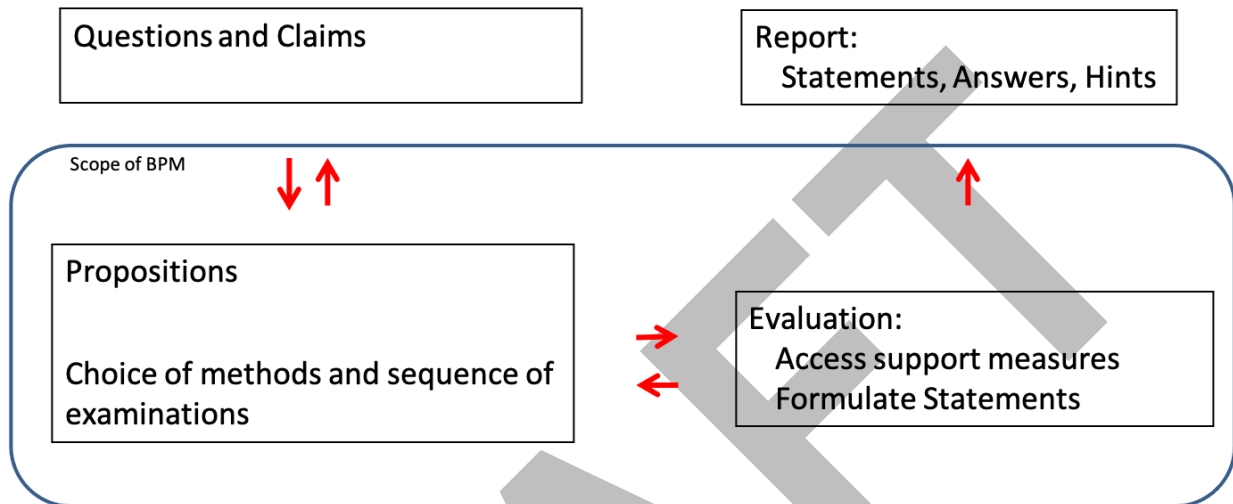 Questions and Claims
Report:
Statements, Answers, Hints
Scope of BPM
Propositions
Choice of methods and sequence of
examinations
Evaluation:
Access support measures
Formulate Statements